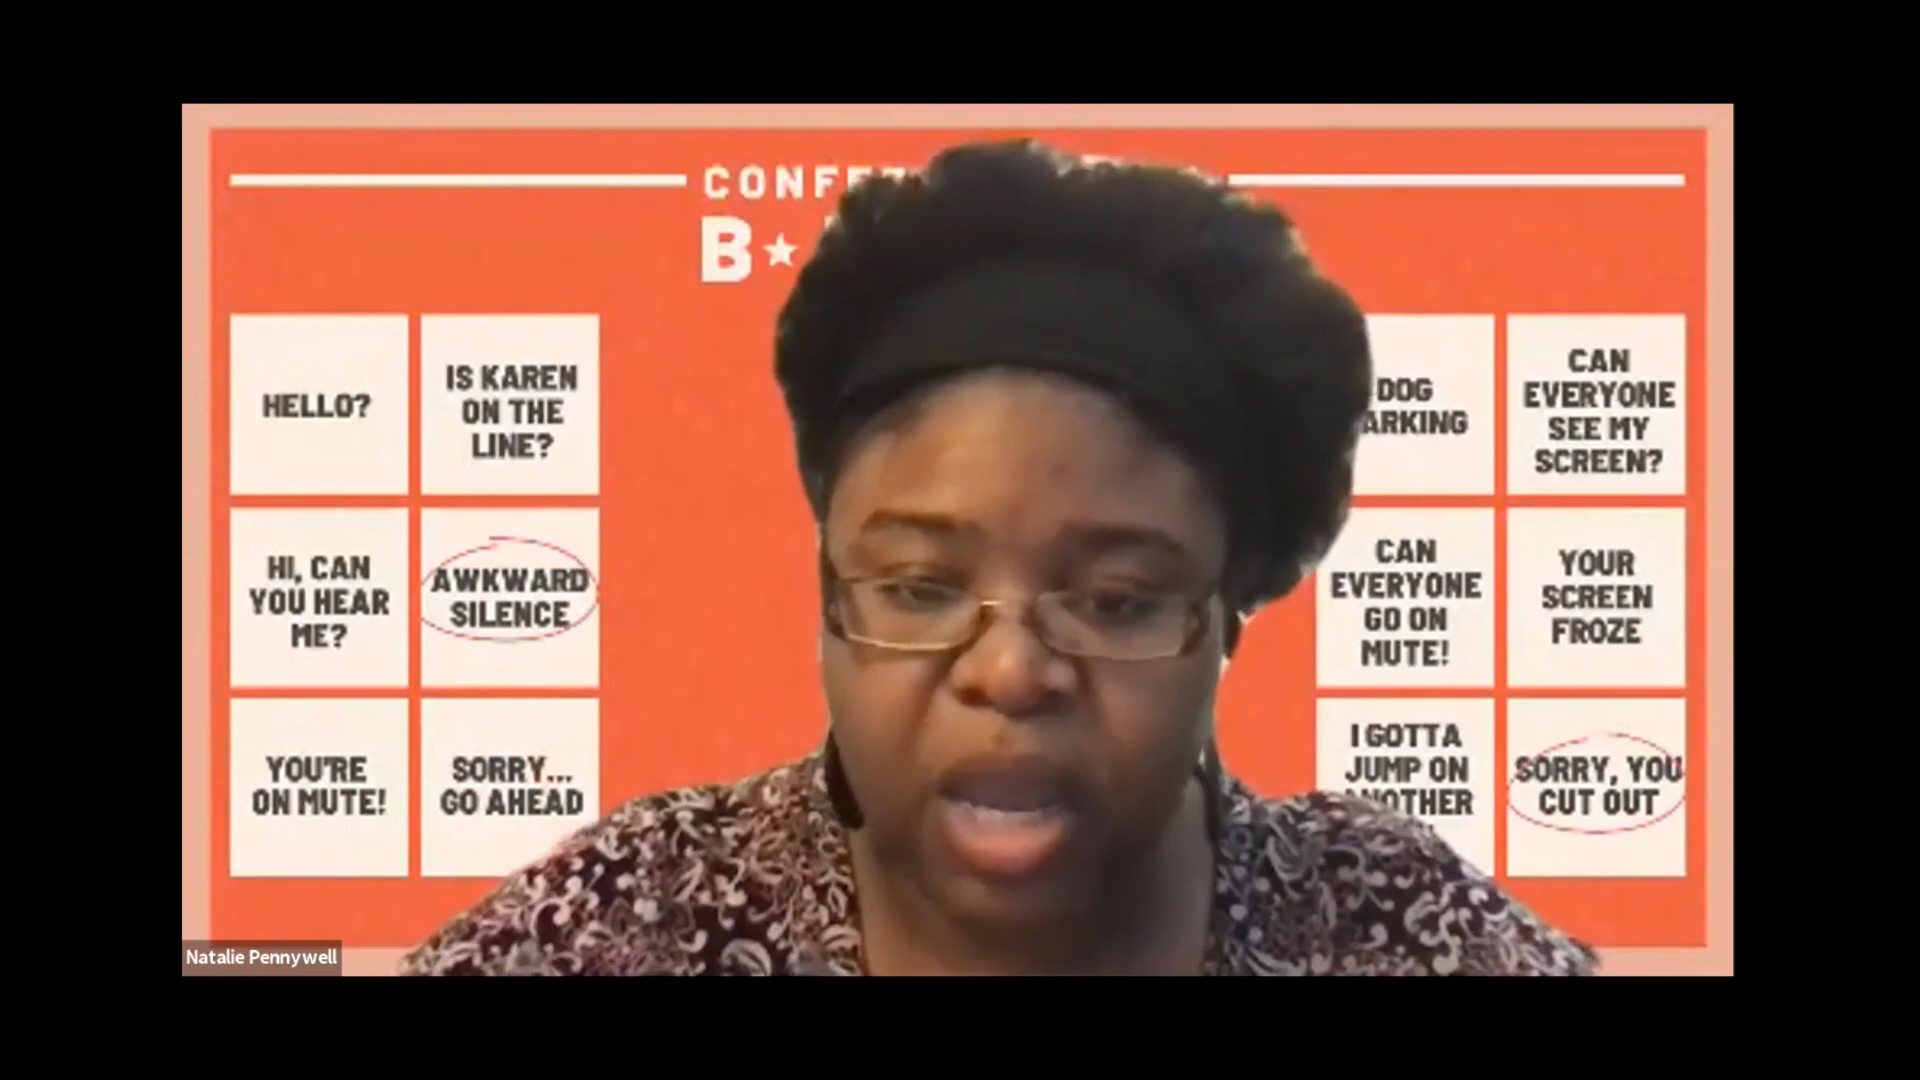 CONFE
B★
HELLO?
IS KAREN
ON THE
LINE?
DOG
ARKING
CAN
EVERYONE
SEE MY
SCREEN?
HI, CAN
YOU HEAR
ME?
AWKWARD
SILENCE
CAN
EVERYONE
GO ON
MUTE!
YOUR
SCREEN
FROZE
YOU'RE
ON MUTE!
SORRY...
GO AHEAD
I GOTTA
JUMP ON
NOTHER
SORRY, YOU
CUT OUT
Natalie Pennywell